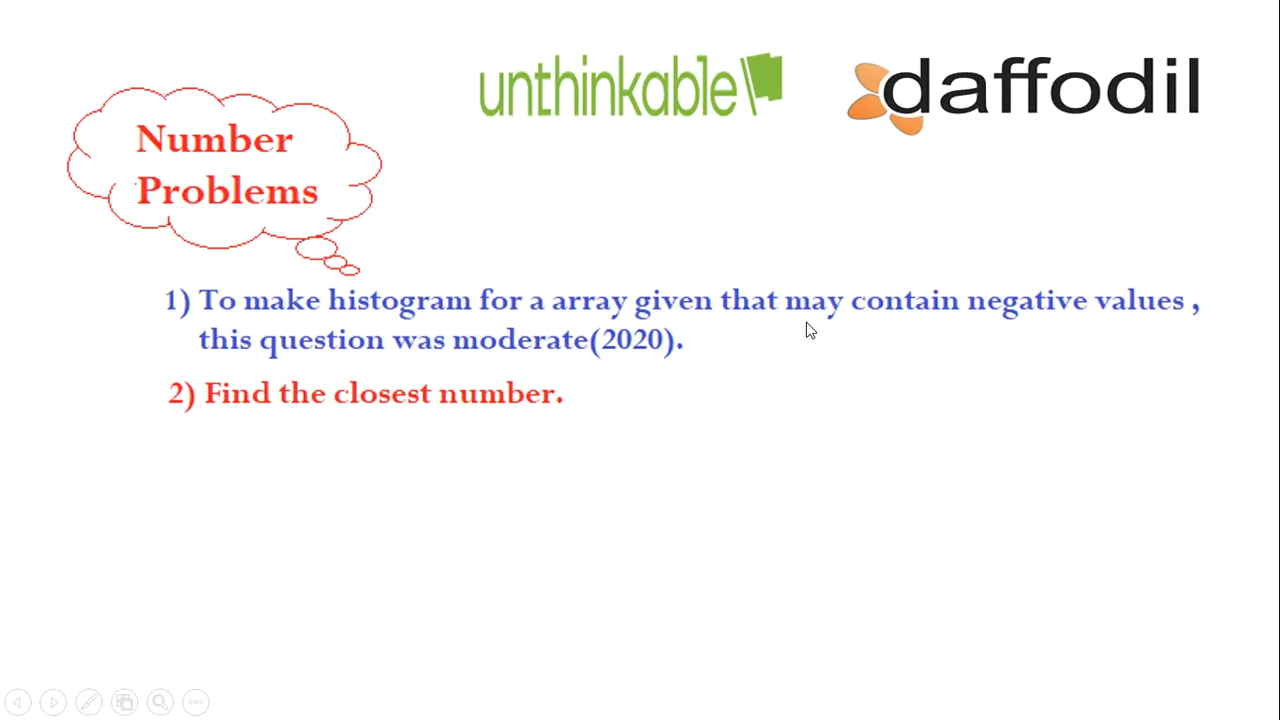 unthinkable
daffodil
Number
Problems
1) To make histogram for a array given that may contain negative values ,
this question was moderate(2020).
2) Find the closest number.